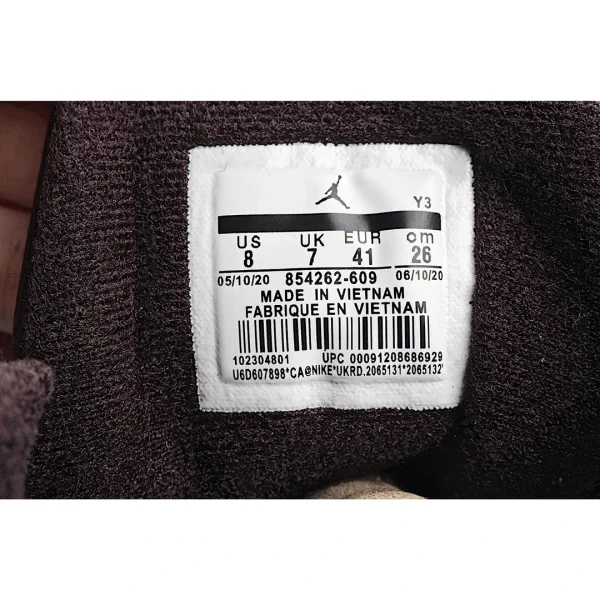 Y3
US UK EUR cm
8 7 41 26
05/10/20 854262-609 06/10/20
MADE IN VIETNAM
FABRIQUE EN VIETNAM
102304801 UPC 00091208686929
U6D607898*CA@NIKE*UKRD.2065131*2065132*